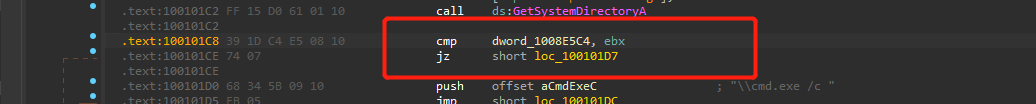 .text:100101C2 FF 15 D0 61 01 10 call ds:GetSystemDirectoryA
.text:100101C2
.text:100101C8 39 1D C4 E5 08 10 cmp dword_1008E5C4, ebx
.text:100101CE 74 07 jz short loc_100101D7
.text:100101CE
.text:100101D0 68 34 5B 09 10 push offset aCmdExeC ; "\\cmd.exe /c "
.text:100101D5 EB 05 jmp short loc_100101DC